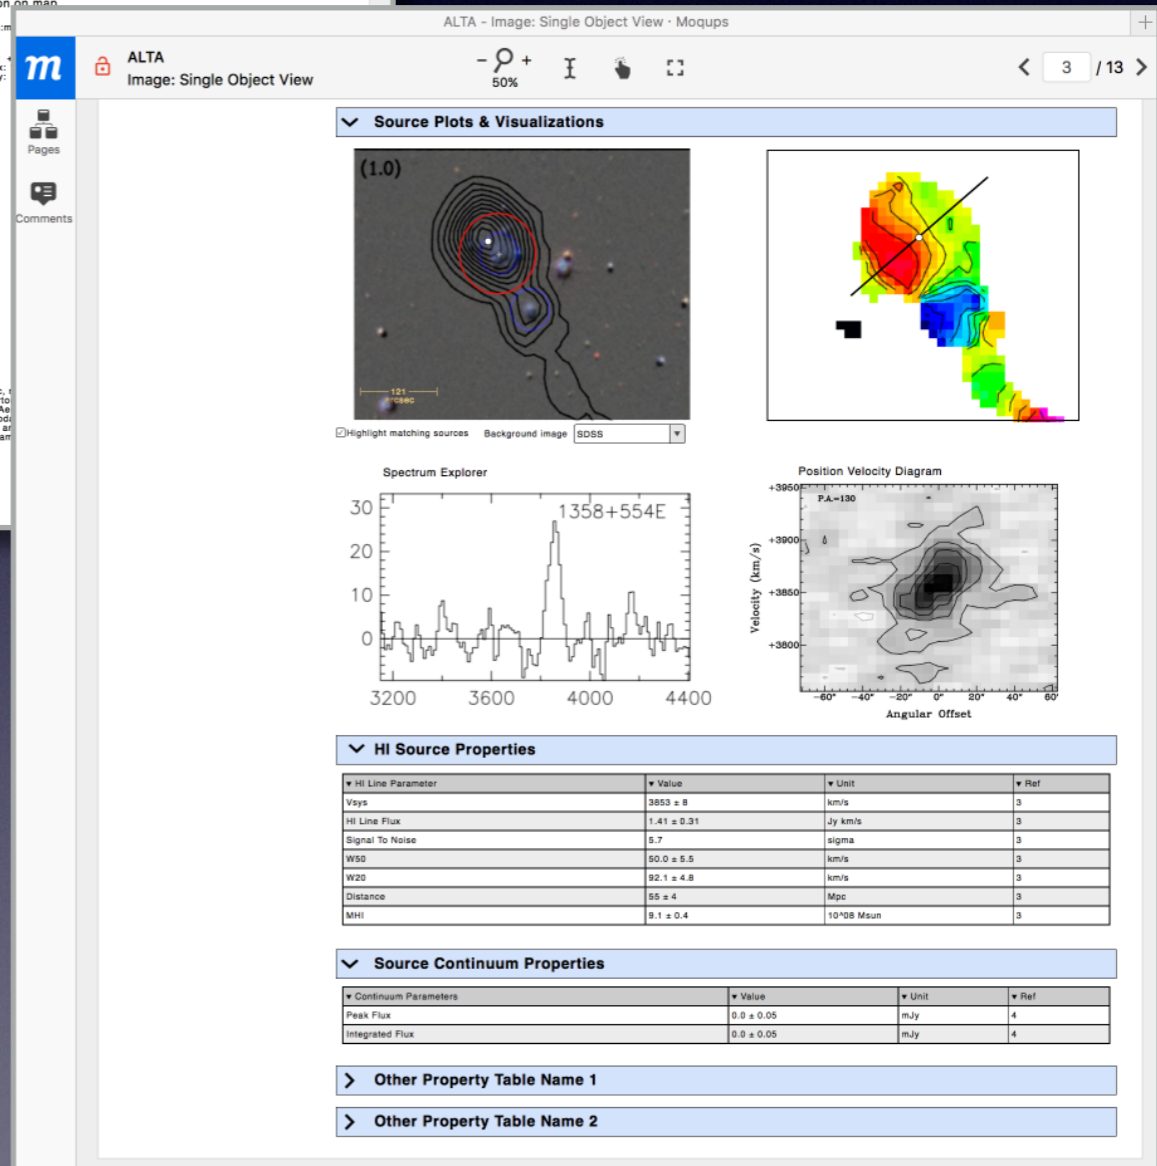 on on map
ALTA - Image: Single Object View · Moqups
ALTA
Image: Single Object View
- +
50%
3 / 13
Pages
Comments
Source Plots & Visualizations
(1.0)
121
arcsec
Highlight matching sources Background image SDSS
Spectrum Explorer
1358+554E
30
20
10
0
3200 3600 4000 4400
Position Velocity Diagram
P.A.=130
Velocity (km/s)
+3950
+3900
+3850
+3800
-60" -40" -20" 0" 20" 40" 60'
Angular Offset
HI Source Properties
▾ HI Line Parameter ▾ Value ▾ Unit ▾ Ref
Vsys 3853 ± 8 km/s 3
HI Line Flux 1.41 ± 0.31 Jy km/s 3
Signal To Noise 5.7 sigma 3
W50 50.0 ± 5.5 km/s 3
W20 92.1 ± 4.8 km/s 3
Distance 55 ± 4 Mpc 3
MHI 9.1 ± 0.4 10^08 Msun 3
Source Continuum Properties
▾ Continuum Parameters ▾ Value ▾ Unit ▾ Ref
Peak Flux 0.0 ± 0.05 mJy 4
Integrated Flux 0.0 ± 0.05 mJy 4
Other Property Table Name 1
Other Property Table Name 2